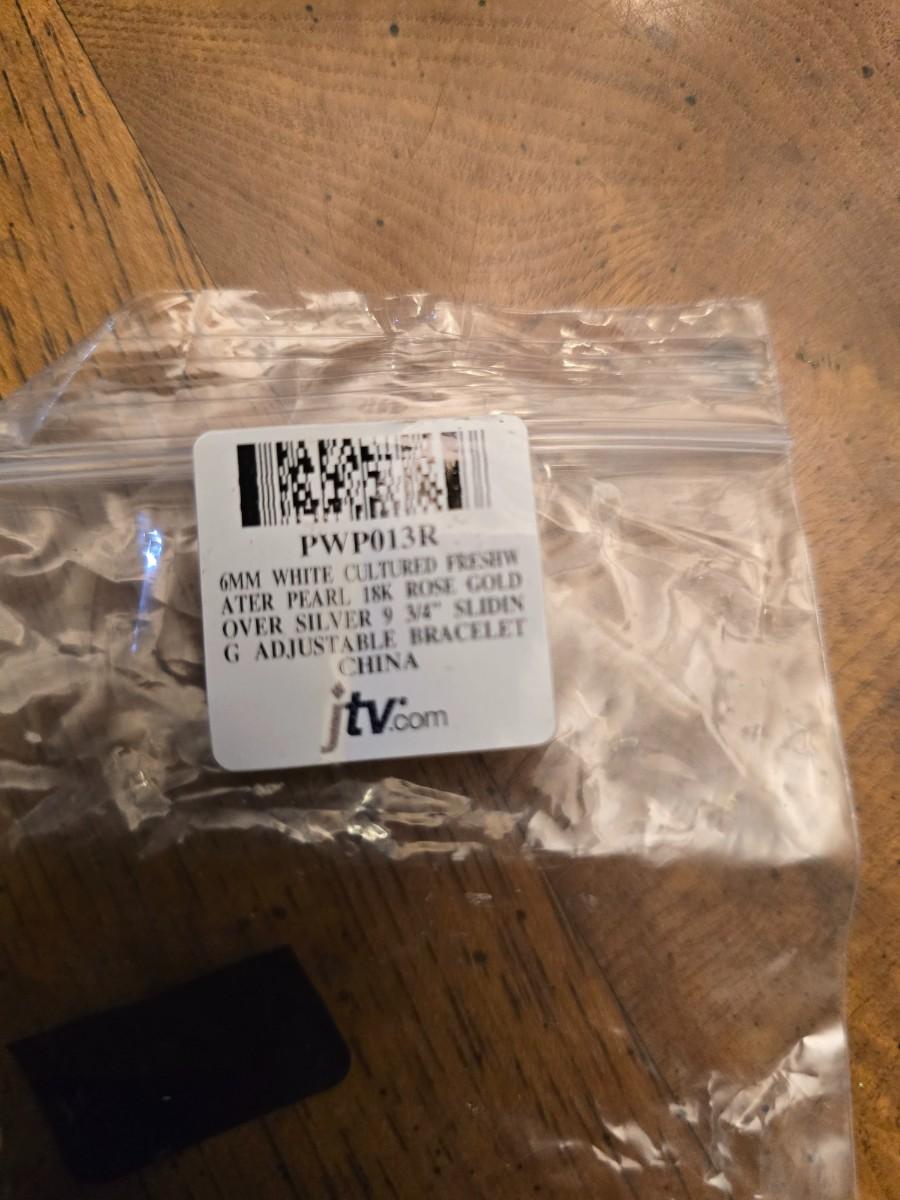 PWP013R
6MM WHITE CULTURED FRESHW
ATER PEARL 18K ROSE GOLD
OVER SILVER 9 3/4" SLIDIN
G ADJUSTABLE BRACELET
CHINA
jtv.com